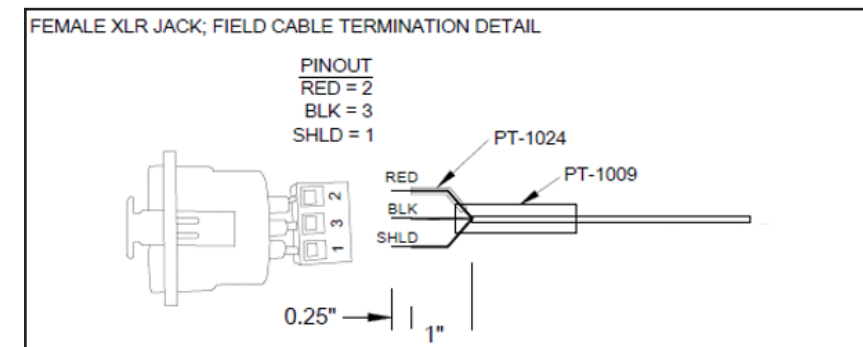 FEMALE XLR JACK; FIELD CABLE TERMINATION DETAIL
PINOUT
RED = 2
BLK = 3
SHLD = 1
PT-1024
PT-1009
RED
BLK
SHLD
2
3
1
0.25"
1"